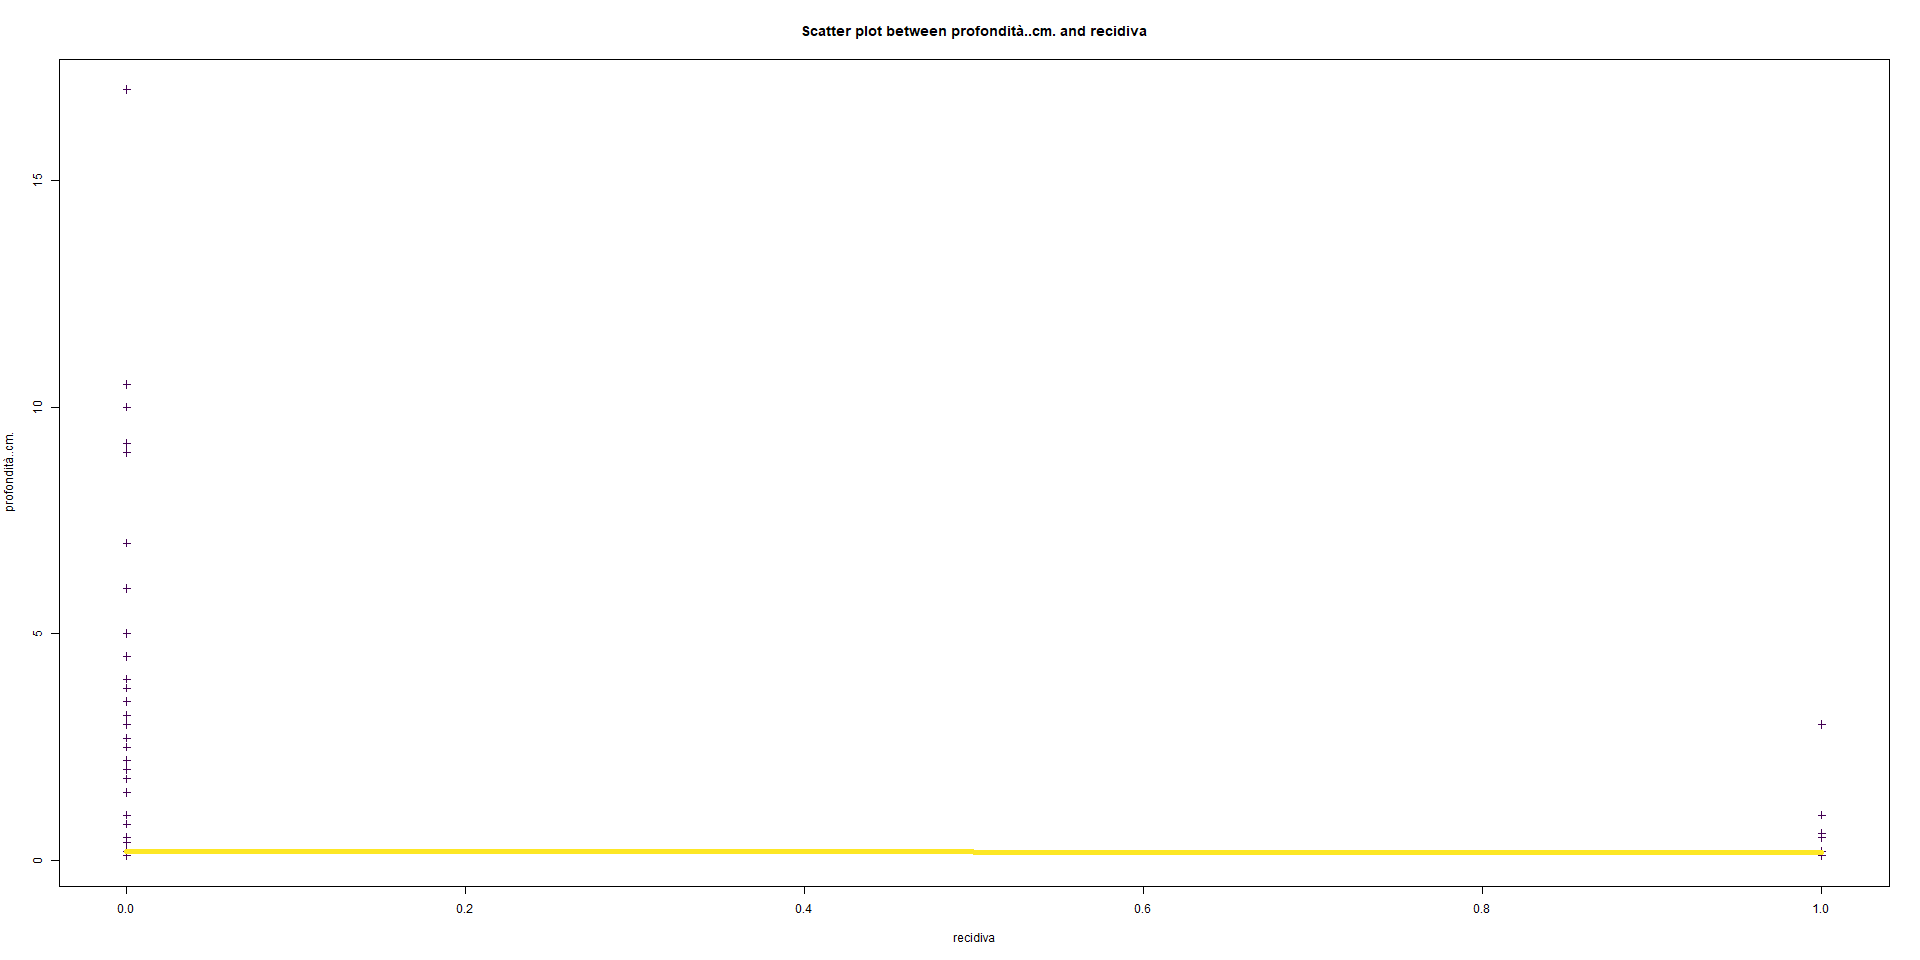 Scatter plot between profondità..cm. and recidiva
15
10
5
0
profondità..cm.
0.0 0.2 0.4 0.6 0.8 1.0
recidiva